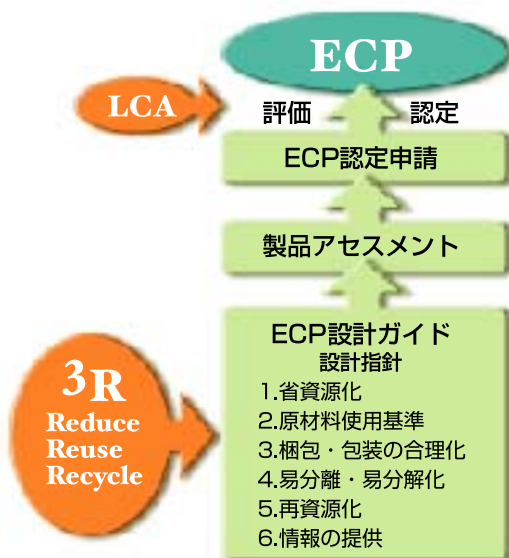 ECP
LCA
評価 認定
ECP認定申請
製品アセスメント
ECP設計ガイド
設計指針
1.省資源化
2.原材料使用基準
3.梱包・包装の合理化
4.易分離・易分解化
5.再資源化
6.情報の提供
3R
Reduce
Reuse
Recycle